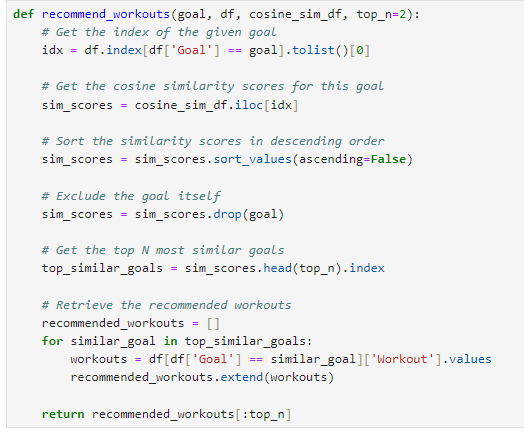 def recommend_workouts(goal, df, cosine_sim_df, top_n=2):
    # Get the index of the given goal
    idx = df.index[df['Goal'] == goal].tolist()[0]

    # Get the cosine similarity scores for this goal
    sim_scores = cosine_sim_df.iloc[idx]

    # Sort the similarity scores in descending order
    sim_scores = sim_scores.sort_values(ascending=False)

    # Exclude the goal itself
    sim_scores = sim_scores.drop(goal)

    # Get the top N most similar goals
    top_similar_goals = sim_scores.head(top_n).index

    # Retrieve the recommended workouts
    recommended_workouts = []
    for similar_goal in top_similar_goals:
        workouts = df[df['Goal'] == similar_goal]['Workout'].values
        recommended_workouts.extend(workouts)

    return recommended_workouts[:top_n]